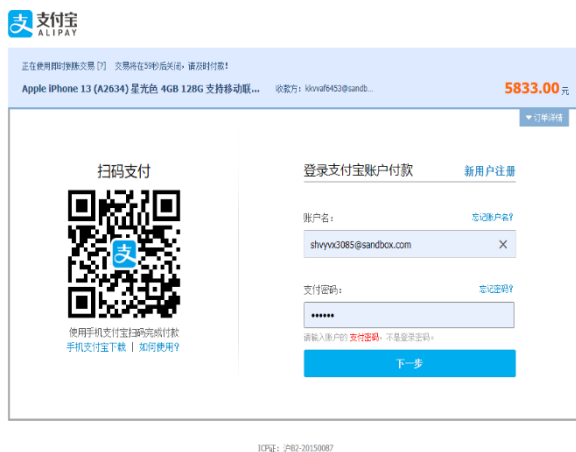 支付宝
ALIPAY
正在使用即时到账交易 [?] 交易将在59秒后关闭，请及时付款！
Apple iPhone 13 (A2634) 星光色 4GB 128G 支持移动联... 收款方：kkvvaf6453@sandb... 5833.00 元
订单详情
扫码支付
支
使用手机支付宝扫码完成付款
手机支付宝下载 | 如何使用?
登录支付宝账户付款 新用户注册
账户名： 忘记账户名?
shvyvx3085@sandbox.com
支付密码： 忘记密码?
••••••
请输入账户的 支付密码，不是登录密码。
下一步
ICP证：沪B2-20150087